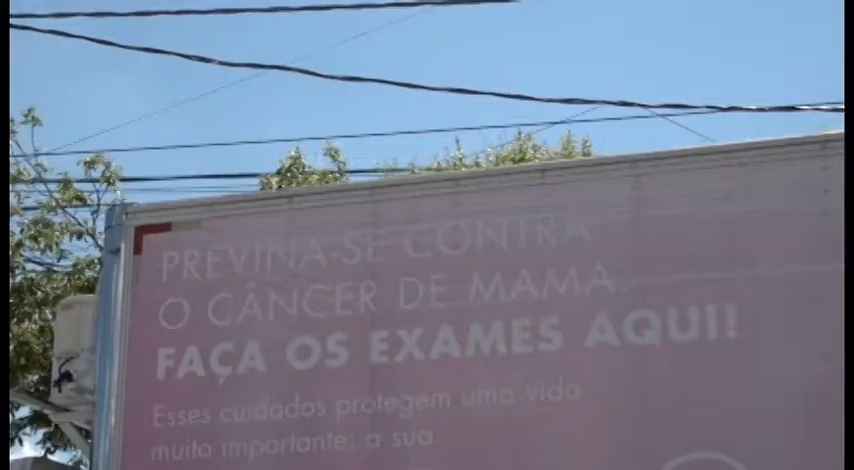 PREVINA-SE CONTRA
O CÂNCER DE MAMA.
FAÇA OS EXAMES AQUI!
Esses cuidados protegem uma vida
muito importante: a sua